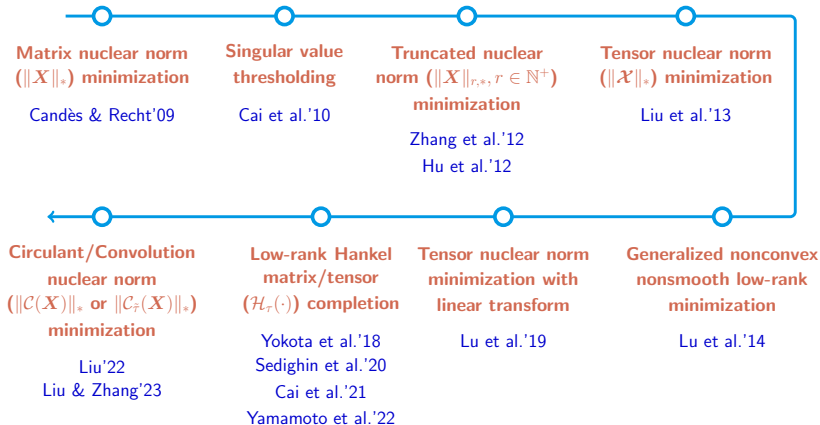 Matrix nuclear norm
(‖X‖∗) minimization
Candès & Recht'09
Singular value
thresholding
Cai et al.'10
Truncated nuclear
norm (‖X‖r,∗, r ∈ ℕ⁺)
minimization
Zhang et al.'12
Hu et al.'12
Tensor nuclear norm
(‖𝓧‖∗) minimization
Liu et al.'13
Circulant/Convolution
nuclear norm
(‖𝒞(X)‖∗ or ‖𝒞τ̃(X)‖∗)
minimization
Liu'22
Liu & Zhang'23
Low-rank Hankel
matrix/tensor
(ℋτ(·)) completion
Yokota et al.'18
Sedighin et al.'20
Cai et al.'21
Yamamoto et al.'22
Tensor nuclear norm
minimization with
linear transform
Lu et al.'19
Generalized nonconvex
nonsmooth low-rank
minimization
Lu et al.'14